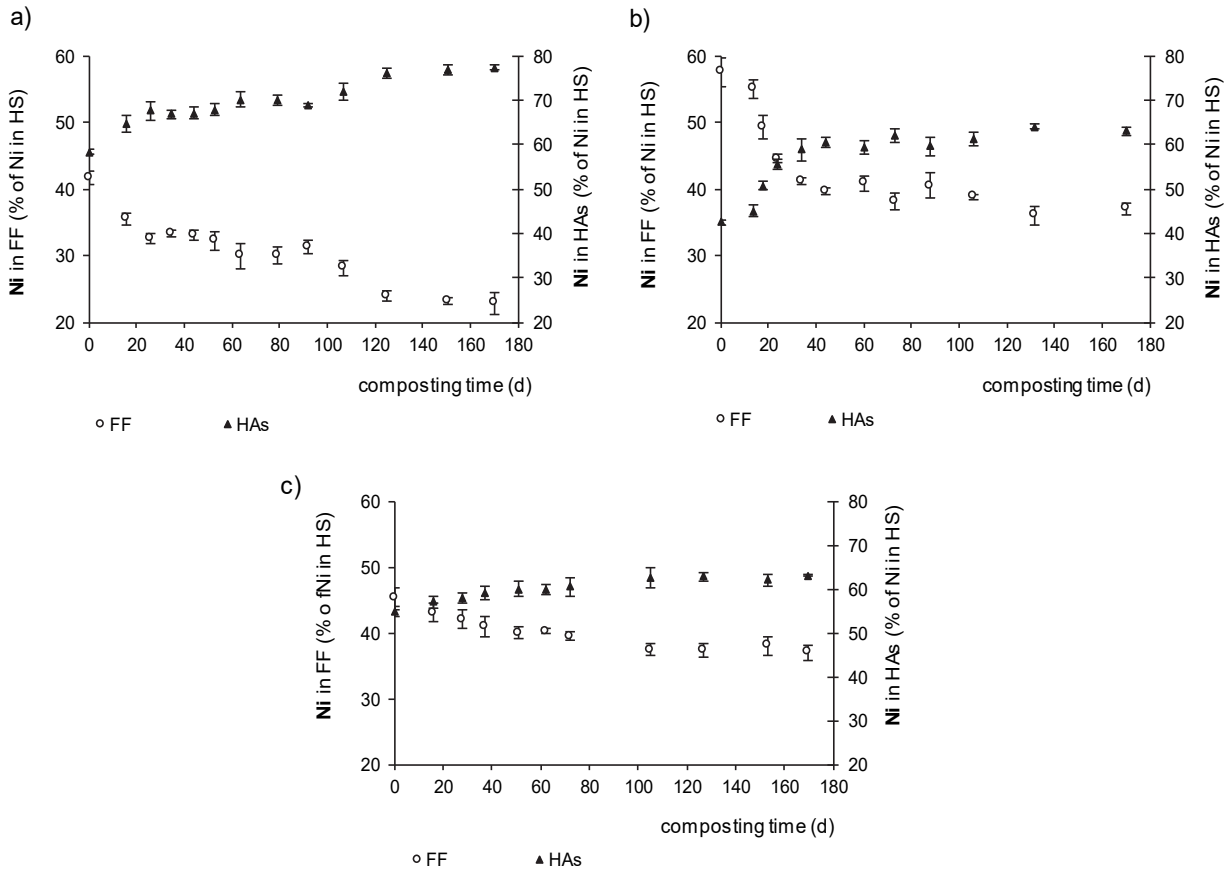 a)
60
50
40
30
20
Ni in FF (% of Ni in HS)
80
70
60
50
40
30
20
Ni in HAs (% of Ni in HS)
0 20 40 60 80 100 120 140 160 180
composting time (d)
FF HAs
b)
60
50
40
30
20
Ni in FF (% of Ni in HS)
80
70
60
50
40
30
20
Ni in HAs (% of Ni in HS)
0 20 40 60 80 100 120 140 160 180
composting time (d)
FF HAs
c)
60
50
40
30
20
Ni in FF (% o fNi in HS)
80
70
60
50
40
30
20
Ni in HAs (% of Ni in HS)
0 20 40 60 80 100 120 140 160 180
composting time (d)
FF HAs